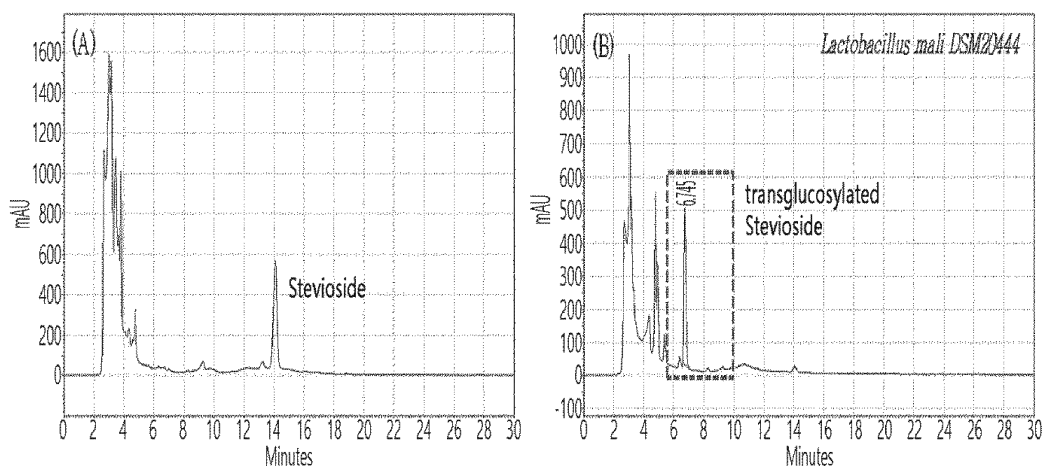 (A)
1600
1400
1200
1000
800
600
400
200
0
mAU
Stevioside
0 2 4 6 8 10 12 14 16 18 20 22 24 26 28 30
Minutes
(B)
Lactobacillus mali DSM20444
1000
900
800
700
600
500
400
300
200
100
0
-100
mAU
6.745
transglucosylated
Stevioside
0 2 4 6 8 10 12 14 16 18 20 22 24 26 28 30
Minutes